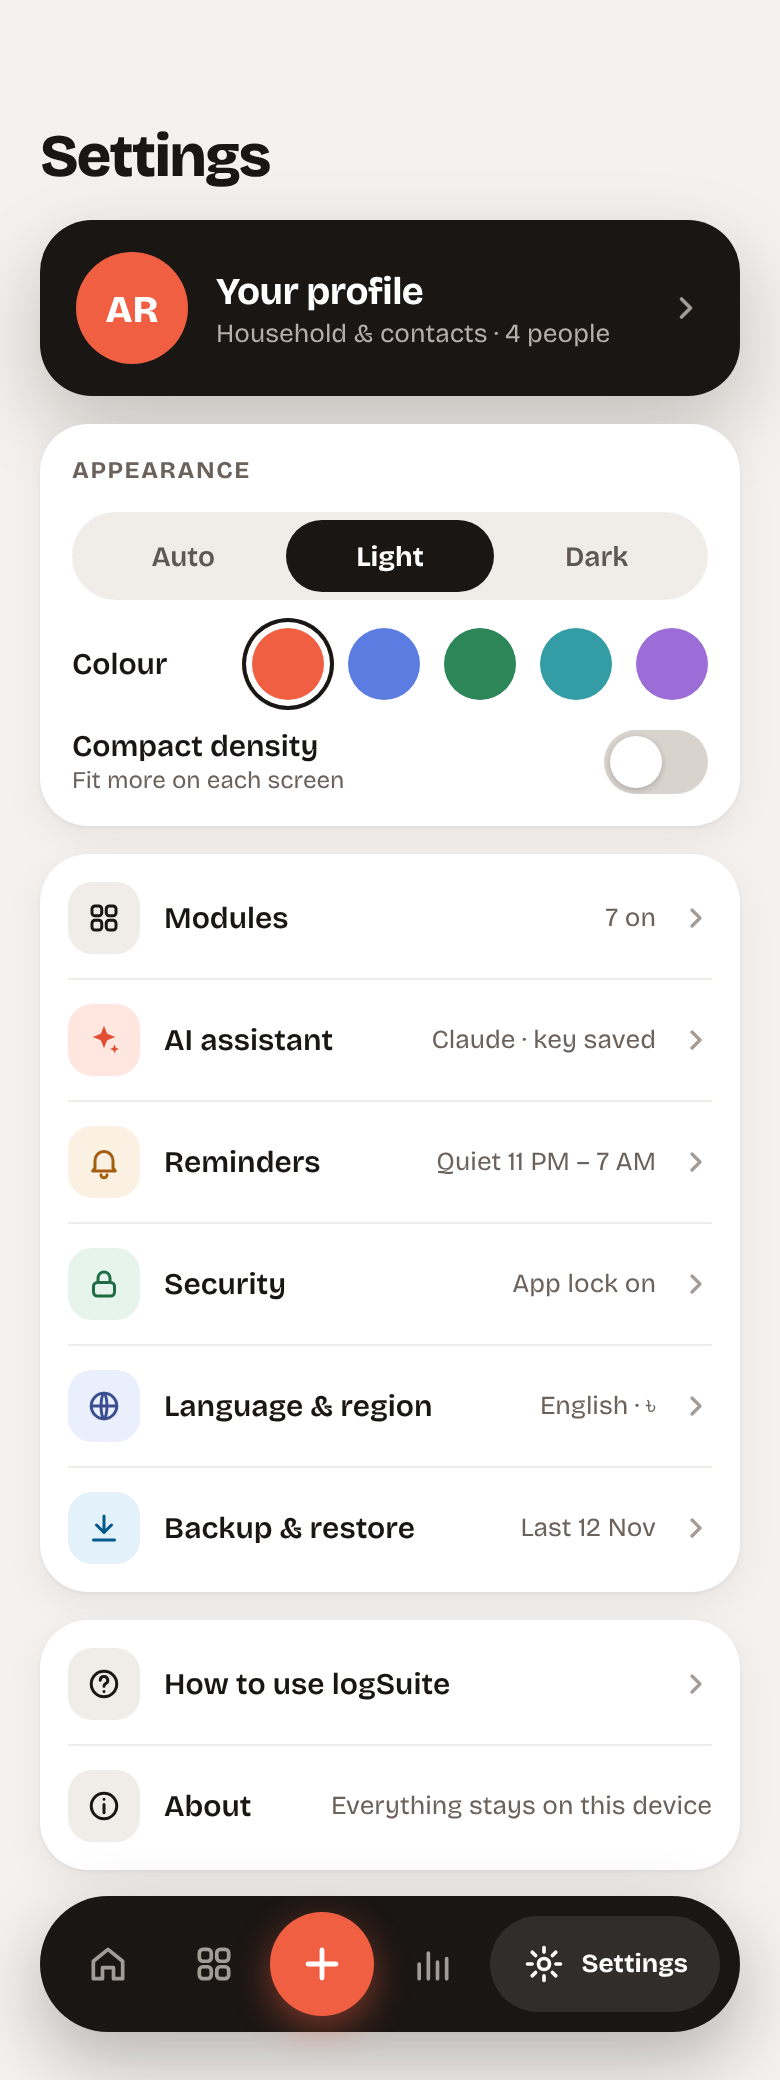 Settings
AR
Your profile
Household & contacts · 4 people
APPEARANCE
Auto
Light
Dark
Colour
Compact density
Fit more on each screen
Modules
7 on
AI assistant
Claude · key saved
Reminders
Quiet 11 PM – 7 AM
Security
App lock on
Language & region
English · ৳
Backup & restore
Last 12 Nov
How to use logSuite
About
Everything stays on this device
Settings